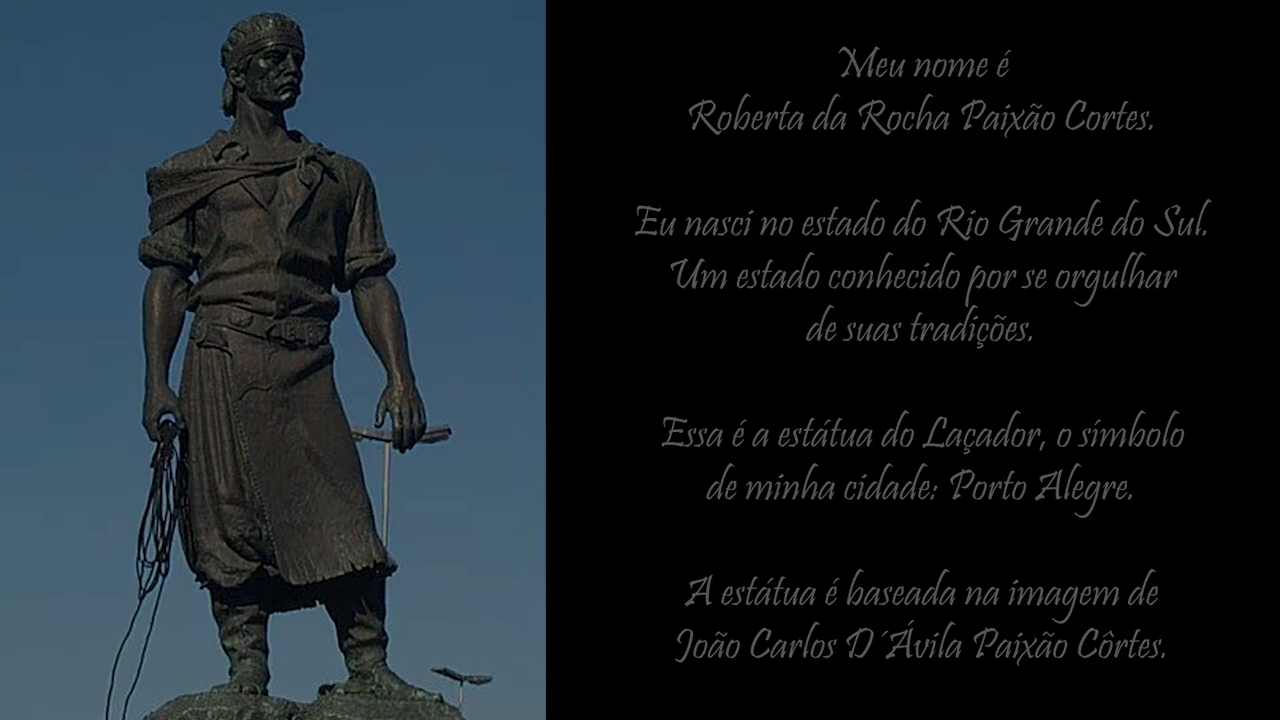 Meu nome é
Roberta da Rocha Paixão Cortes.
Eu nasci no estado do Rio Grande do Sul.
Um estado conhecido por se orgulhar
de suas tradições.
Essa é a estátua do Laçador, o símbolo
de minha cidade: Porto Alegre.
A estátua é baseada na imagem de
João Carlos D´Ávila Paixão Côrtes.